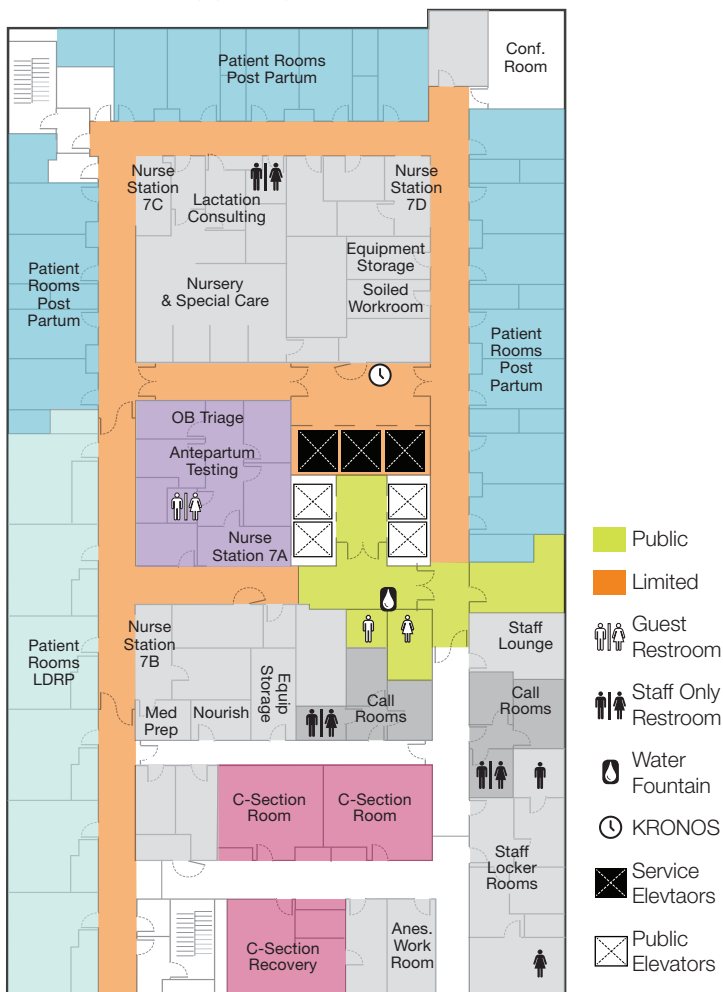 Patient Rooms
Post Partum
Conf.
Room
Nurse
Station
7C
Lactation
Consulting
Nurse
Station
7D
Equipment
Storage
Nursery
& Special Care
Soiled
Workroom
Patient
Rooms
Post
Partum
Patient
Rooms
Post
Partum
OB Triage
Antepartum
Testing
Nurse
Station 7A
Patient
Rooms
LDRP
Nurse
Station
7B
Equip
Storage
Med
Prep
Nourish
Call
Rooms
Staff
Lounge
Call
Rooms
C-Section
Room
C-Section
Room
Staff
Locker
Rooms
C-Section
Recovery
Anes.
Work
Room
Public
Limited
Guest
Restroom
Staff Only
Restroom
Water
Fountain
KRONOS
Service
Elevtaors
Public
Elevators